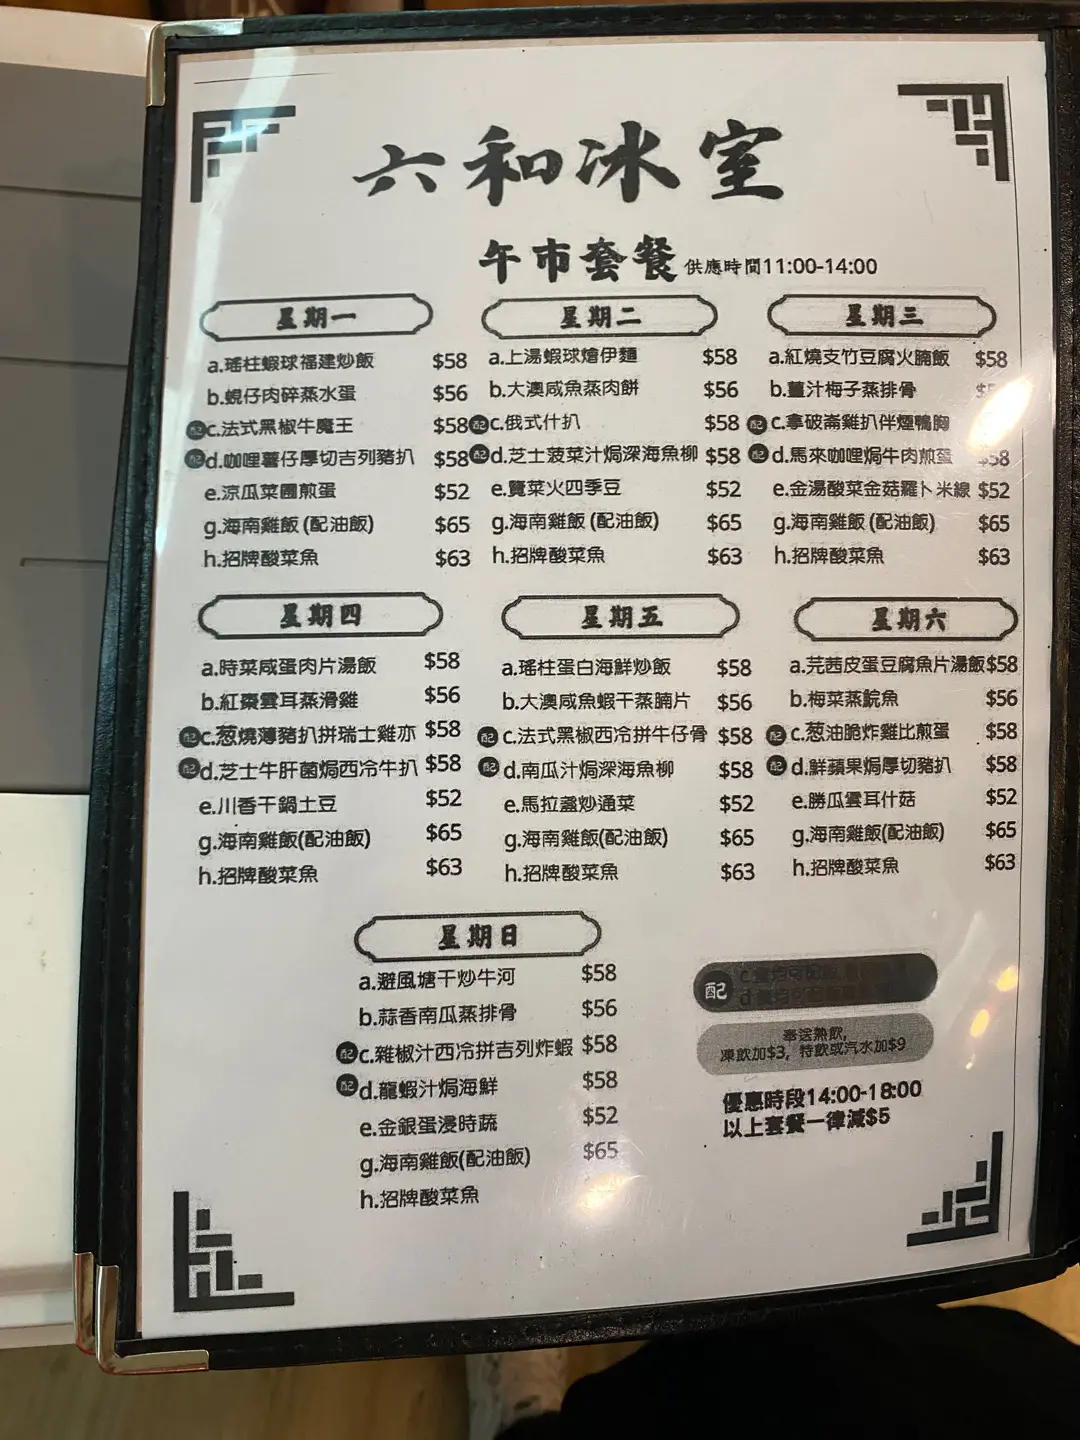 六和冰室
午市套餐 供應時間11:00-14:00
星期一
a.瑤柱蝦球福建炒飯 $58
b.蜆仔肉碎蒸水蛋 $56
配 c.法式黑椒牛魔王 $58
配 d.咖哩薯仔厚切吉列豬扒 $58
e.涼瓜菜圃煎蛋 $52
g.海南雞飯(配油飯) $65
h.招牌酸菜魚 $63
星期二
a.上湯蝦球燴伊麵 $58
b.大澳咸魚蒸肉餅 $56
配 c.俄式什扒 $58
配 d.芝士菠菜汁焗深海魚柳 $58
e.欖菜火四季豆 $52
g.海南雞飯(配油飯) $65
h.招牌酸菜魚 $63
星期三
a.紅燒支竹豆腐火腩飯 $58
b.薑汁梅子蒸排骨
配 c.拿破崙雞扒伴煙鴨胸
配 d.馬來咖哩焗牛肉煎蛋 $58
e.金湯酸菜金菇羅卜米線 $52
g.海南雞飯(配油飯) $65
h.招牌酸菜魚 $63
星期四
a.時菜咸蛋肉片湯飯 $58
b.紅棗雲耳蒸滑雞 $56
配 c.葱燒薄豬扒拼瑞士雞亦 $58
配 d.芝士牛肝菌焗西冷牛扒 $58
e.川香干鍋土豆 $52
g.海南雞飯(配油飯) $65
h.招牌酸菜魚 $63
星期五
a.瑤柱蛋白海鮮炒飯 $58
b.大澳咸魚蝦干蒸腩片 $56
配 c.法式黑椒西冷拼牛仔骨 $58
配 d.南瓜汁焗深海魚柳 $58
e.馬拉盞炒通菜 $52
g.海南雞飯(配油飯) $65
h.招牌酸菜魚 $63
星期六
a.芫茜皮蛋豆腐魚片湯飯 $58
b.梅菜蒸鯇魚 $56
配 c.葱油脆炸雞比煎蛋 $58
配 d.鮮蘋果焗厚切豬扒 $58
e.勝瓜雲耳什菇 $52
g.海南雞飯(配油飯) $65
h.招牌酸菜魚 $63
星期日
a.避風塘干炒牛河 $58
b.蒜香南瓜蒸排骨 $56
配 c.雜椒汁西冷拼吉列炸蝦 $58
配 d.龍蝦汁焗海鮮 $58
e.金銀蛋浸時蔬 $52
g.海南雞飯(配油飯) $65
h.招牌酸菜魚
配
奉送熱飲,
凍飲加$3, 特飲或汽水加$9
優惠時段14:00-18:00
以上套餐一律減$5